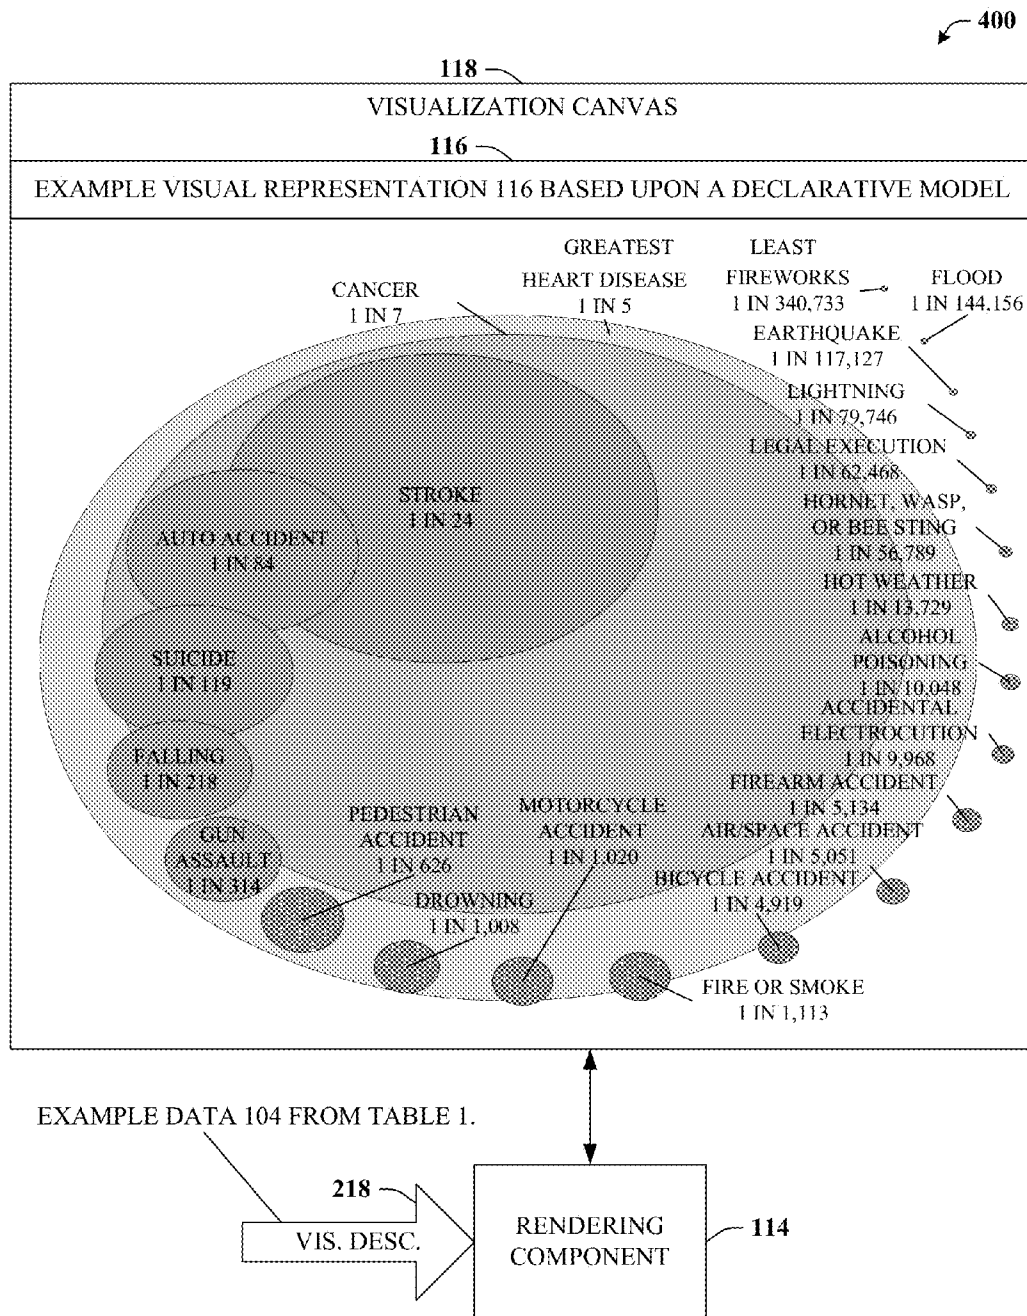 400
118
VISUALIZATION CANVAS
116
EXAMPLE VISUAL REPRESENTATION 116 BASED UPON A DECLARATIVE MODEL
GREATEST
LEAST
CANCER
1 IN 7
HEART DISEASE
1 IN 5
FIREWORKS
1 IN 340,733
FLOOD
1 IN 144,156
EARTHQUAKE
1 IN 117,127
LIGHTNING
1 IN 79,746
LEGAL EXECUTION
1 IN 62,468
STROKE
1 IN 24
HORNET, WASP,
OR BEE STING
1 IN 56,789
AUTO ACCIDENT
1 IN 84
HOT WEATHER
1 IN 13,729
SUICIDE
1 IN 119
ALCOHOL
POISONING
1 IN 10,048
ACCIDENTAL
ELECTROCUTION
1 IN 9,968
FALLING
1 IN 218
FIREARM ACCIDENT
1 IN 5,134
GUN
ASSAULT
1 IN 314
PEDESTRIAN
ACCIDENT
1 IN 626
MOTORCYCLE
ACCIDENT
1 IN 1,020
AIR/SPACE ACCIDENT
1 IN 5,051
BICYCLE ACCIDENT
1 IN 4,919
DROWNING
1 IN 1,008
FIRE OR SMOKE
1 IN 1,113
EXAMPLE DATA 104 FROM TABLE 1.
218
VIS. DESC.
RENDERING
COMPONENT
114